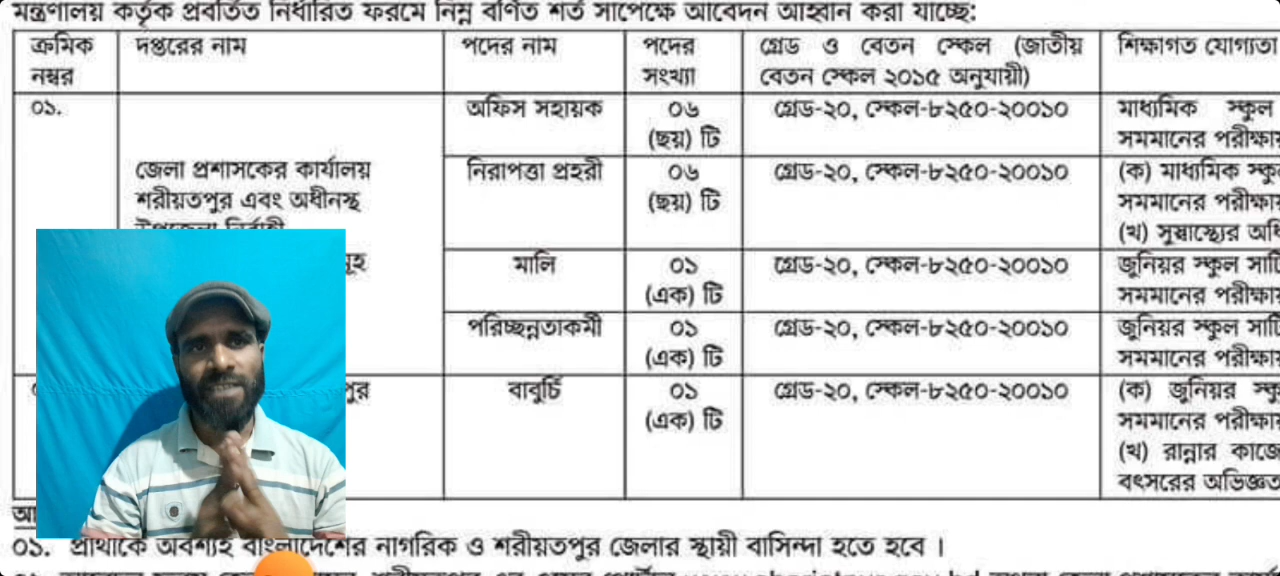 মন্ত্রণালয় কর্তৃক প্রবর্তিত নির্ধারিত ফরমে নিম্ন বর্ণিত শর্ত সাপেক্ষে আবেদন আহ্বান করা যাচ্ছে:
ক্রমিক নম্বর
দপ্তরের নাম
পদের নাম
পদের সংখ্যা
গ্রেড ও বেতন স্কেল (জাতীয়
বেতন স্কেল ২০১৫ অনুযায়ী)
শিক্ষাগত যোগ্যতা
০১.
জেলা প্রশাসকের কার্যালয়
শরীয়তপুর এবং অধীনস্থ
উপজেলা নির্বাহী
অফিস সহায়ক
০৬
(ছয়) টি
গ্রেড-২০, স্কেল-৮২৫০-২০০১০
মাধ্যমিক স্কুল
সমমানের পরীক্ষায়
নিরাপত্তা প্রহরী
০৬
(ছয়) টি
গ্রেড-২০, স্কেল-৮২৫০-২০০১০
(ক) মাধ্যমিক
সমমানের পরীক্ষায়
(খ) সুস্বাস্থ্যের
মালি
০১
(এক) টি
গ্রেড-২০, স্কেল-৮২৫০-২০০১০
জুনিয়র স্কুল
সমমানের পরীক্ষায়
পরিচ্ছন্নতাকর্মী
০১
(এক) টি
গ্রেড-২০, স্কেল-৮২৫০-২০০১০
জুনিয়র স্কুল
সমমানের পরীক্ষায়
বাবুর্চি
০১
(এক) টি
গ্রেড-২০, স্কেল-৮২৫০-২০০১০
(ক) জুনিয়র
সমমানের পরীক্ষায়
(খ) রান্নার কাজে
বৎসরের
০১. প্রার্থীকে অবশ্যই বাংলাদেশের নাগরিক ও শরীয়তপুর জেলার স্থায়ী বাসিন্দা হতে হবে ।